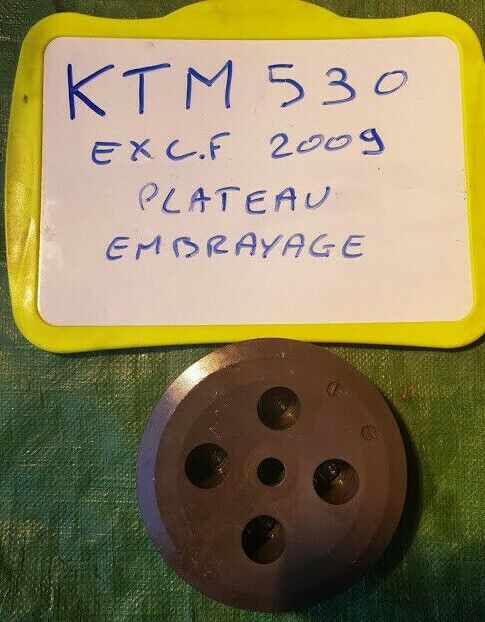 KTM 530
EXC.F 2009
PLATEAU
EMBRAYAGE